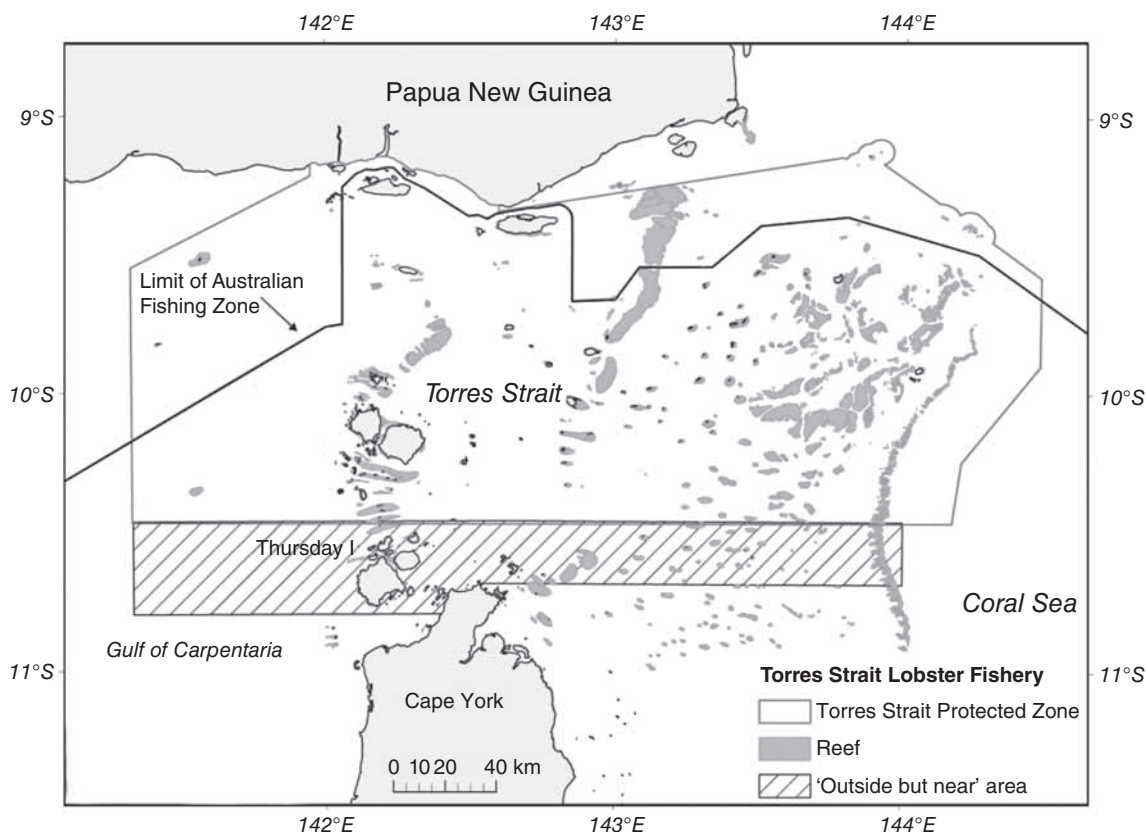 142°E 143°E 144°E
Papua New Guinea
9°S 9°S
Limit of Australian
Fishing Zone
10°S 10°S
Torres Strait
Thursday I
Coral Sea
Gulf of Carpentaria
11°S 11°S
Torres Strait Lobster Fishery
Torres Strait Protected Zone
Reef
'Outside but near' area
Cape York
0 10 20 40 km
142°E 143°E 144°E